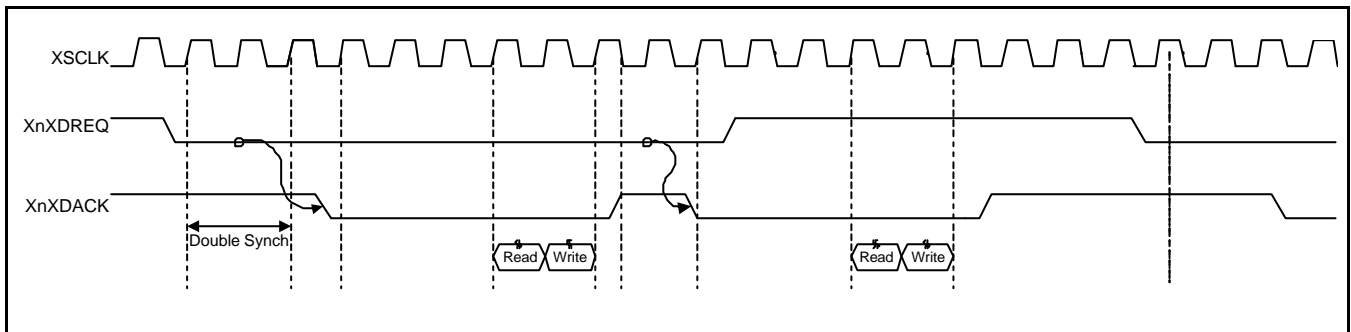 XSCLK
XnXDREQ
XnXDACK
Double Synch
Read Write Read Write